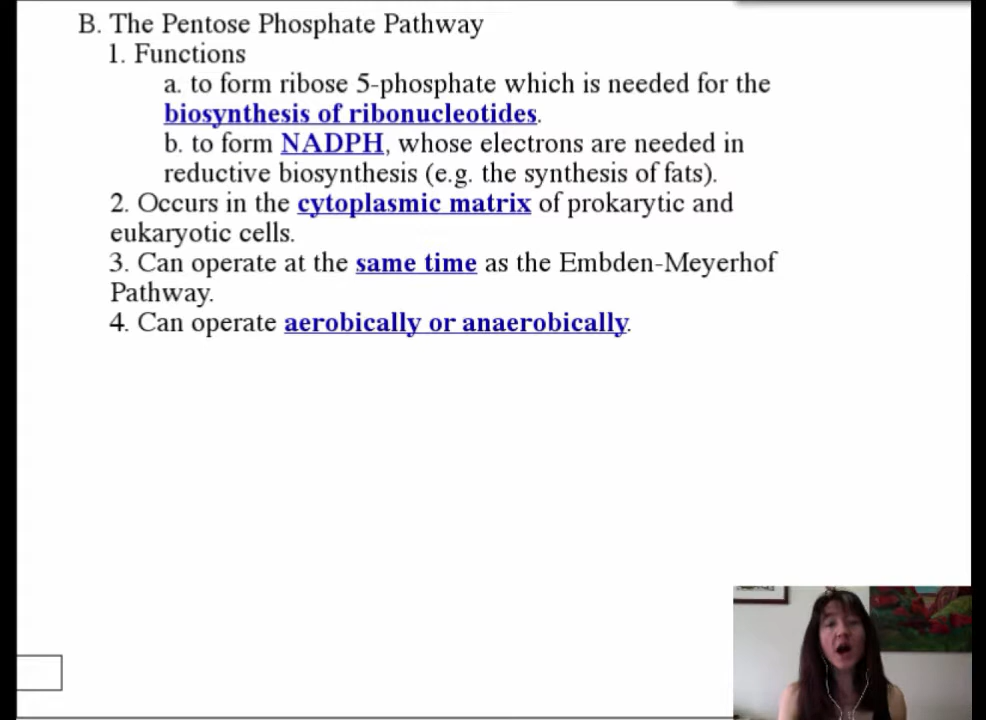 B. The Pentose Phosphate Pathway
1. Functions
a. to form ribose 5-phosphate which is needed for the
biosynthesis of ribonucleotides.
b. to form NADPH, whose electrons are needed in
reductive biosynthesis (e.g. the synthesis of fats).
2. Occurs in the cytoplasmic matrix of prokarytic and
eukaryotic cells.
3. Can operate at the same time as the Embden-Meyerhof
Pathway.
4. Can operate aerobically or anaerobically.